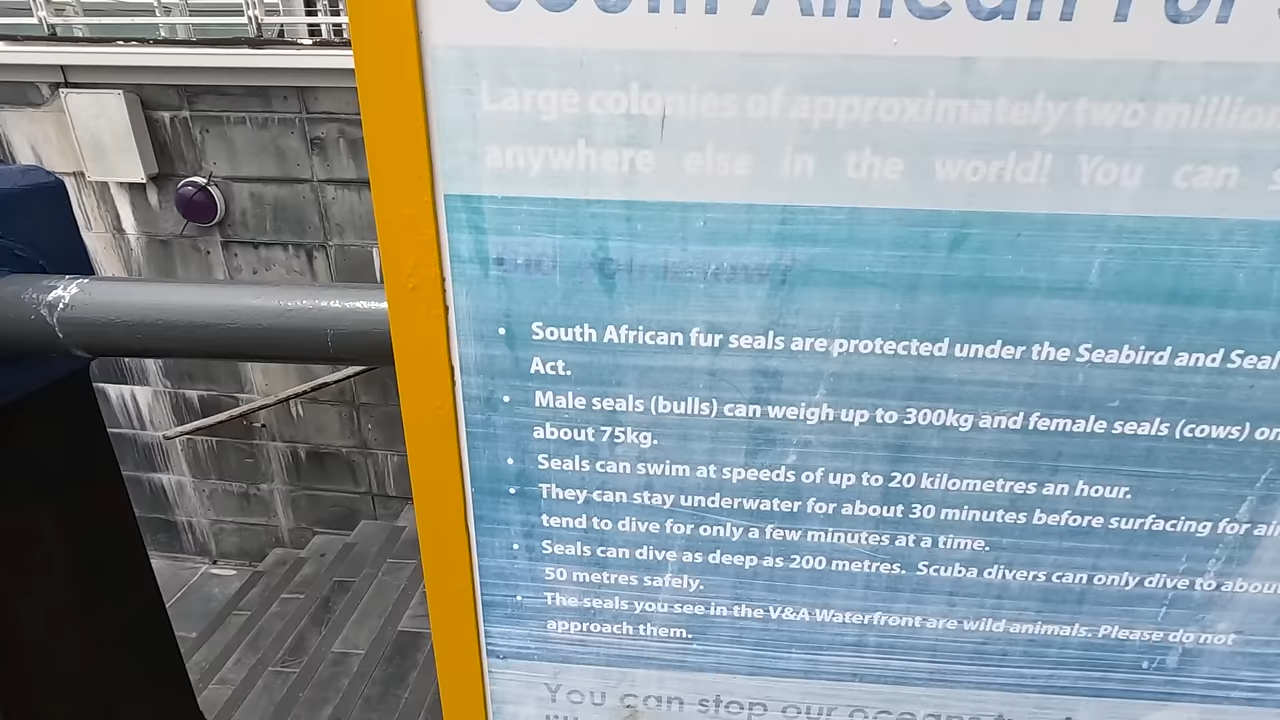 South African Fur
Large colonies of approximately two million
anywhere else in the world! You can
• South African fur seals are protected under the Seabird and Seal
Act.
• Male seals (bulls) can weigh up to 300kg and female seals (cows)
about 75kg.
• Seals can swim at speeds of up to 20 kilometres an hour.
• They can stay underwater for about 30 minutes before surfacing for
tend to dive for only a few minutes at a time.
• Seals can dive as deep as 200 metres. Scuba divers can only dive to
50 metres safely.
• The seals you see in the V&A Waterfront are wild animals. Please do not
approach them.
You can stop our oceans